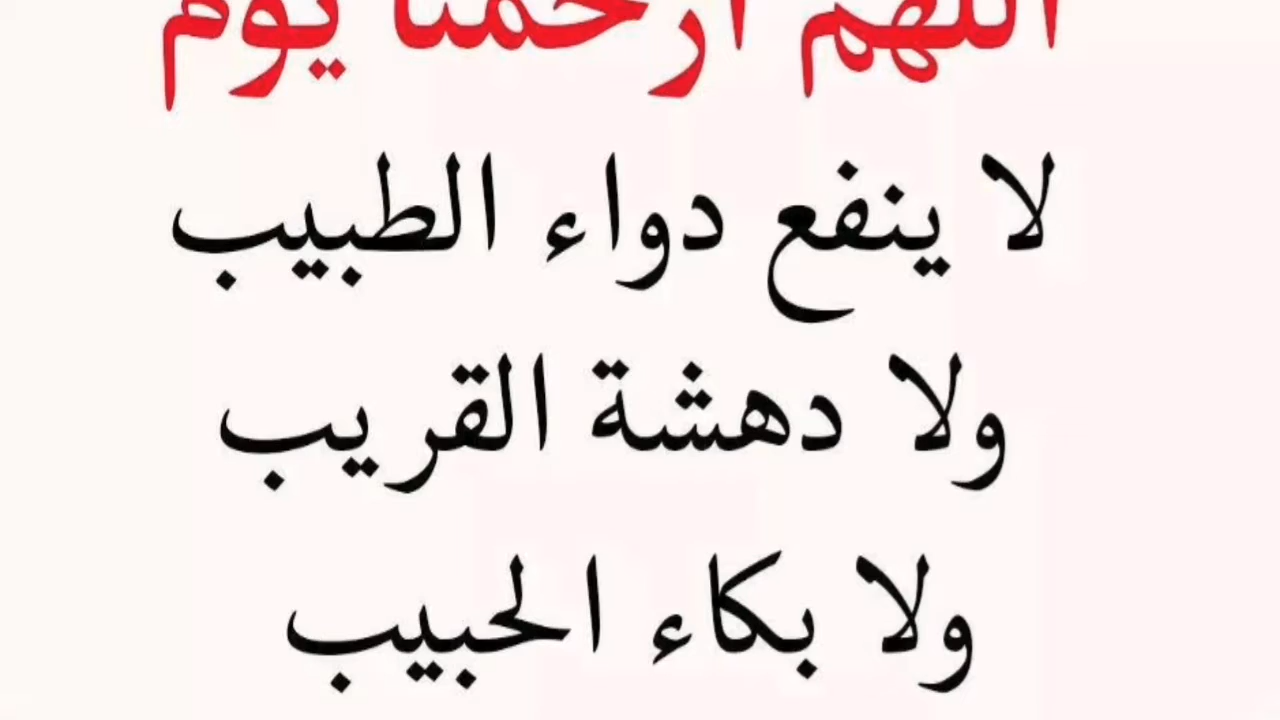 اللهم ارحمنا يوم
لا ينفع دواء الطبيب
ولا دهشة القريب
ولا بكاء الحبيب